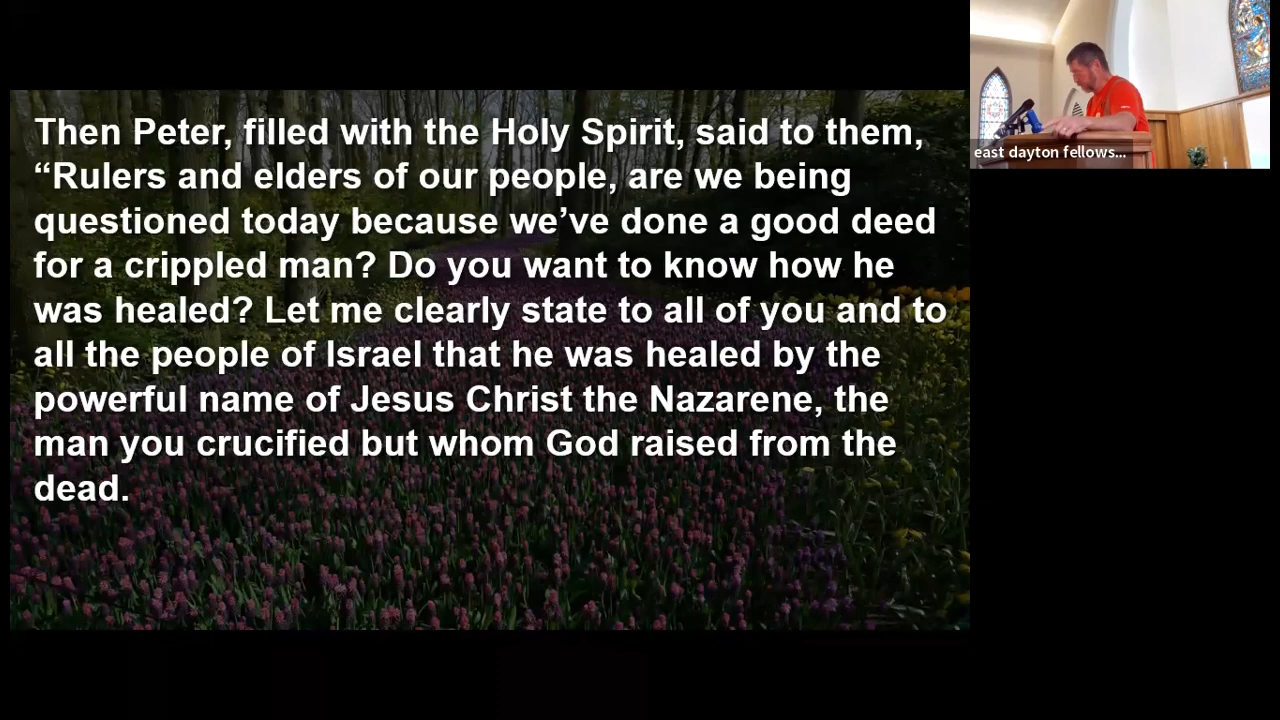 Then Peter, filled with the Holy Spirit, said to them,
“Rulers and elders of our people, are we being
questioned today because we’ve done a good deed
for a crippled man? Do you want to know how he
was healed? Let me clearly state to all of you and to
all the people of Israel that he was healed by the
powerful name of Jesus Christ the Nazarene, the
man you crucified but whom God raised from the
dead.
east dayton fellows...